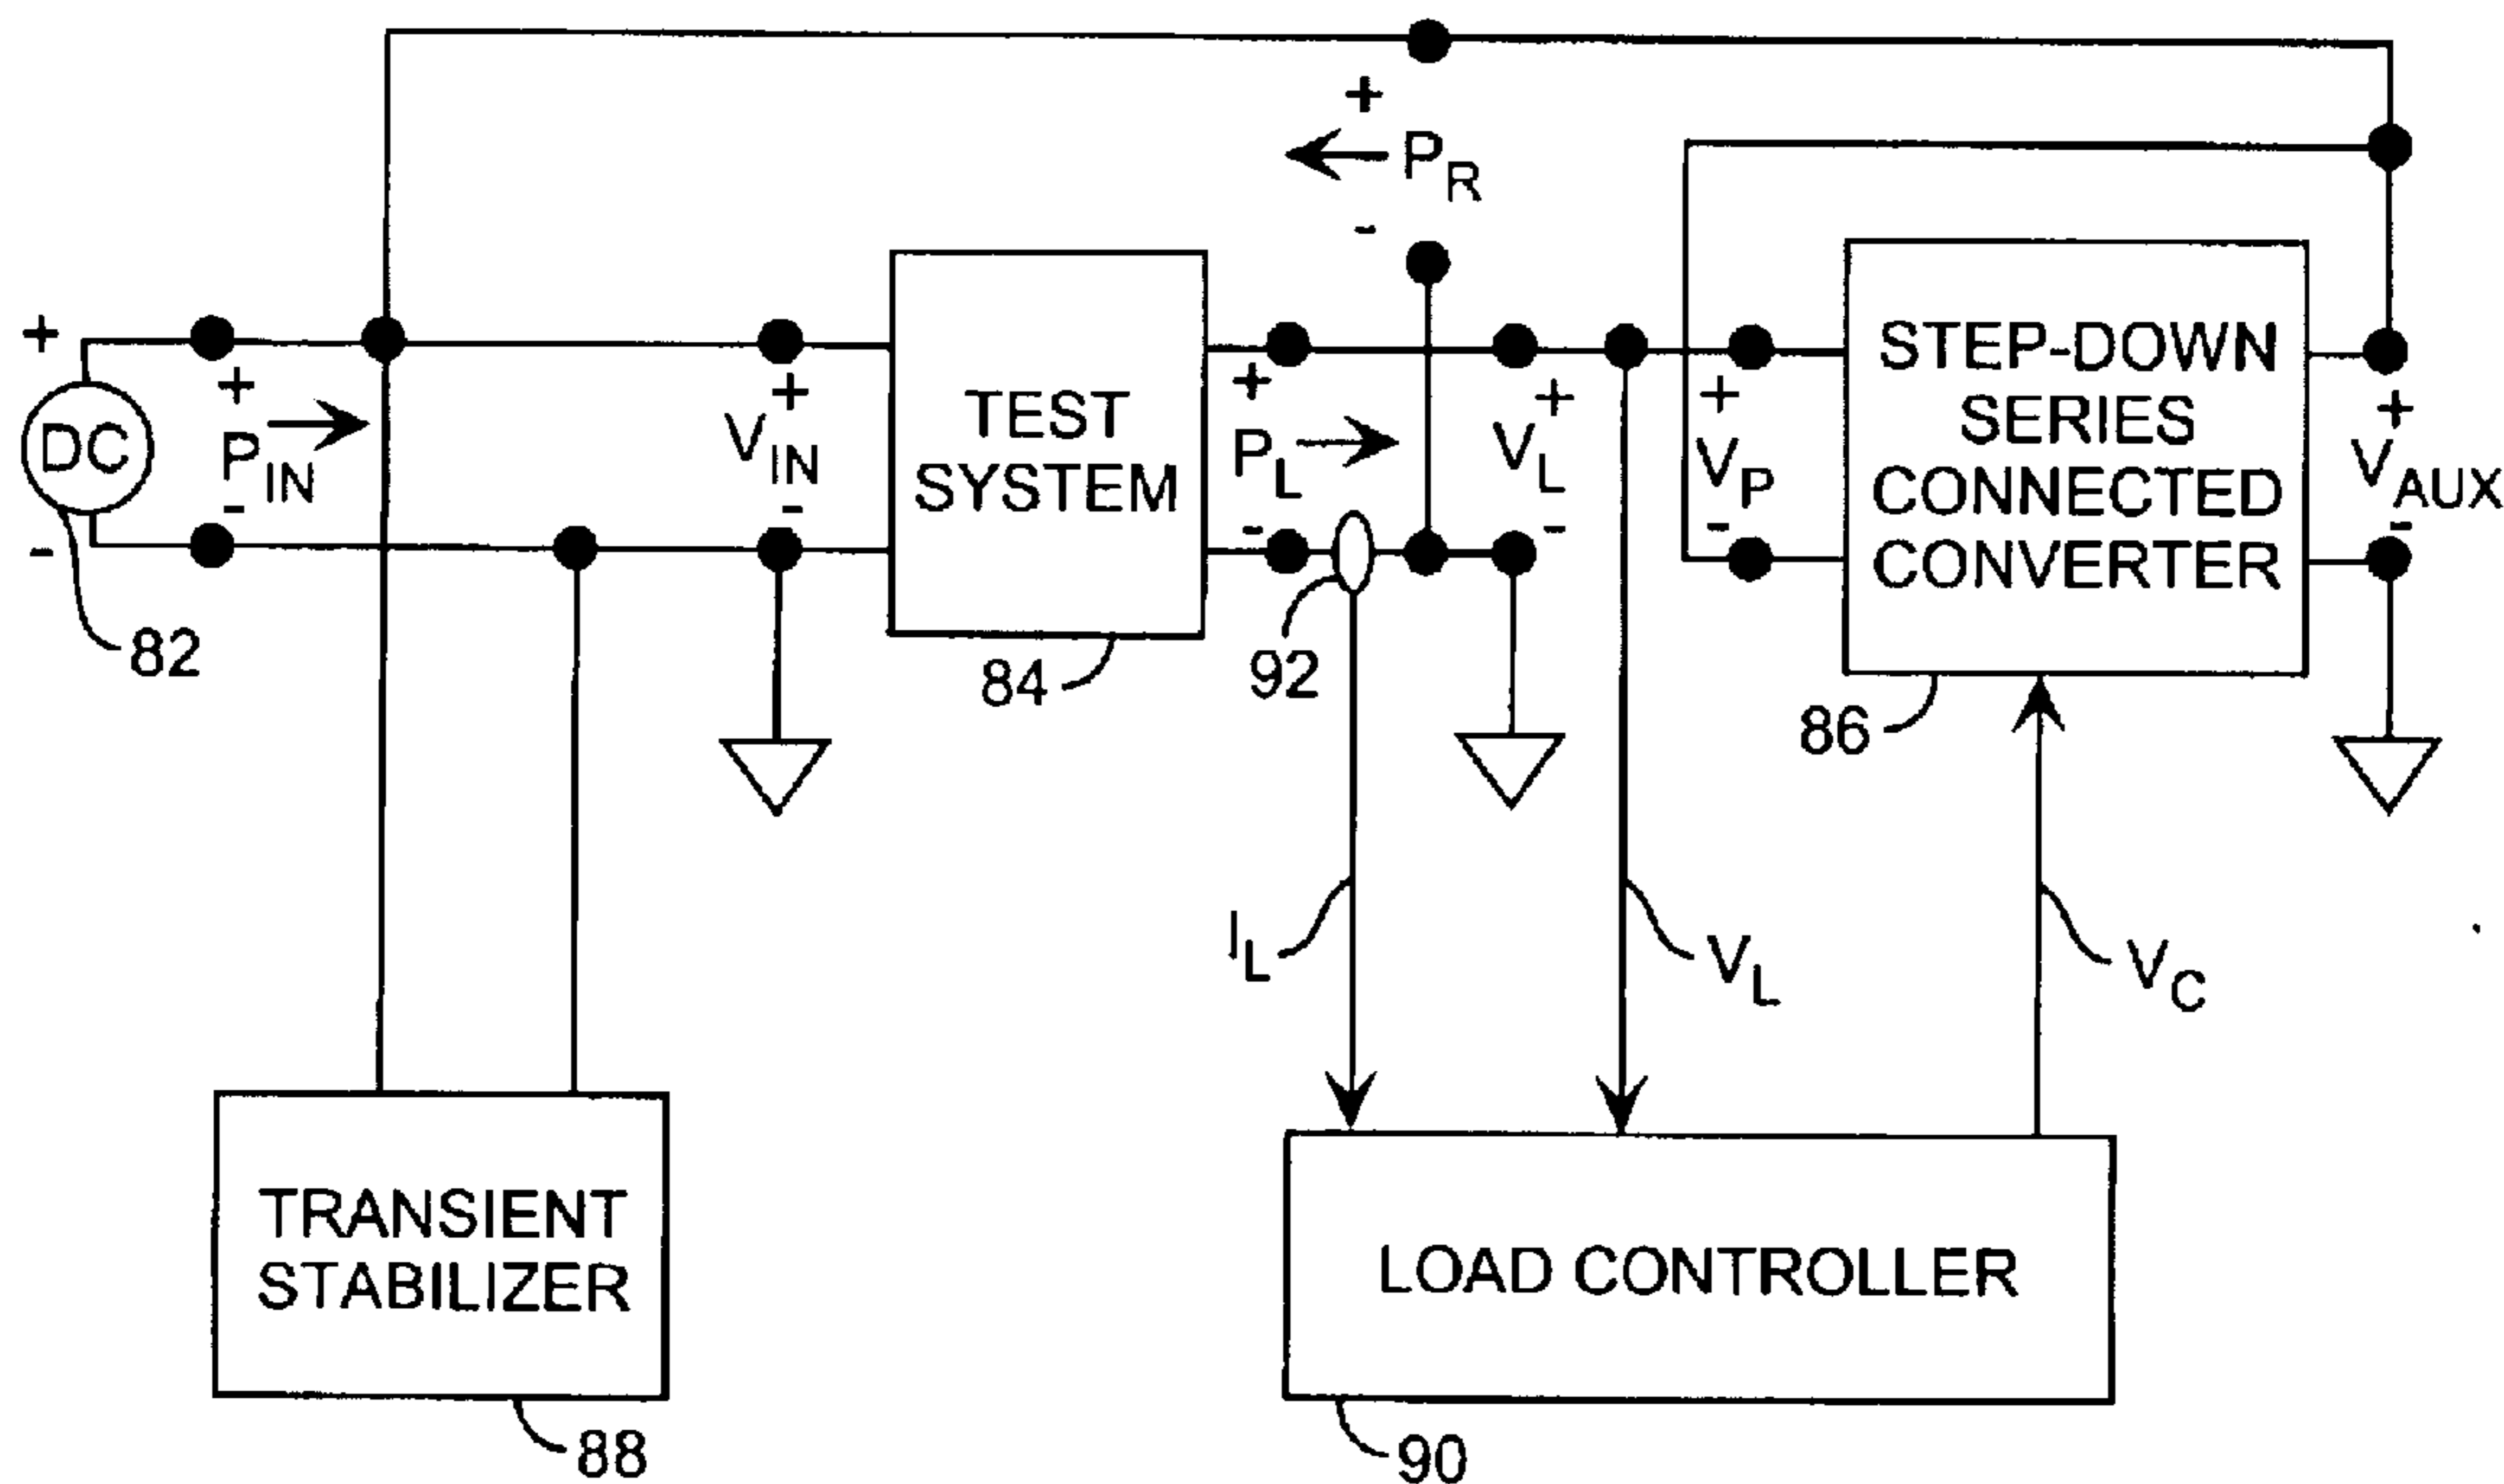 +
P_R
-
+
DC
-
82
+
P_IN
-
+
V_IN
-
TEST
SYSTEM
84
+
P_L
-
92
+
V_L
-
+
V_P
-
STEP-DOWN
SERIES
CONNECTED
CONVERTER
86
+
V_AUX
-
I_L
V_L
V_C
TRANSIENT
STABILIZER
88
LOAD CONTROLLER
90